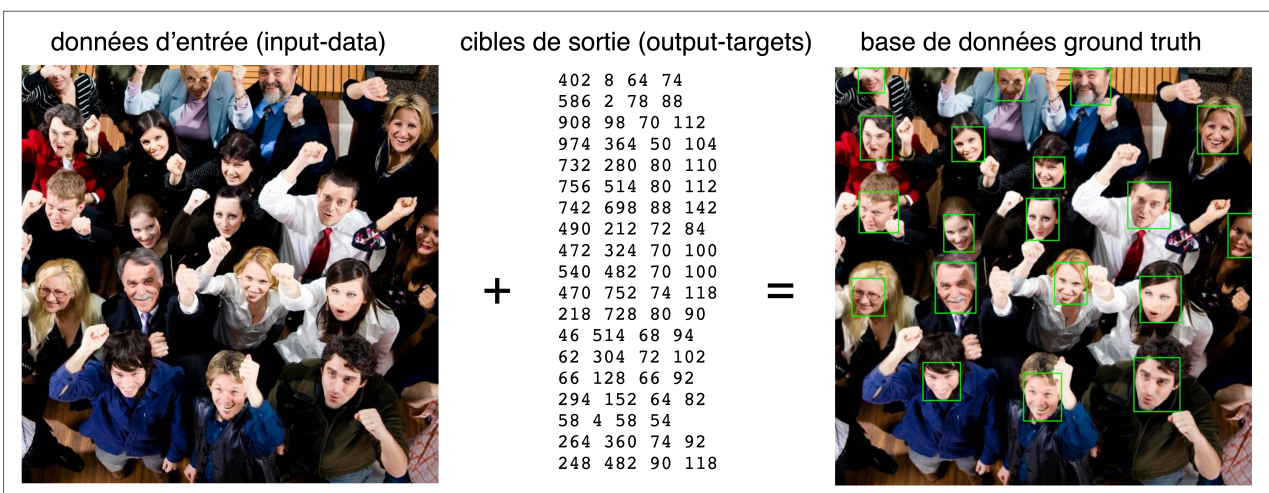 données d'entrée (input-data)
cibles de sortie (output-targets)
base de données ground truth
402 8 64 74
586 2 78 88
908 98 70 112
974 364 50 104
732 280 80 110
756 514 80 112
742 698 88 142
490 212 72 84
472 324 70 100
540 482 70 100
+
470 752 74 118
=
218 728 80 90
46 514 68 94
62 304 72 102
66 128 66 92
294 152 64 82
58 4 58 54
264 360 74 92
248 482 90 118